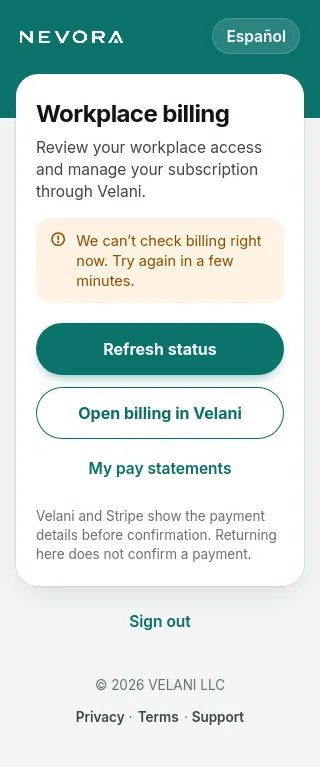 NEVORA
Español
Workplace billing
Review your workplace access
and manage your subscription
through Velani.
We can’t check billing right
now. Try again in a few
minutes.
Refresh status
Open billing in Velani
My pay statements
Velani and Stripe show the payment
details before confirmation. Returning
here does not confirm a payment.
Sign out
© 2026 VELANI LLC
Privacy · Terms · Support